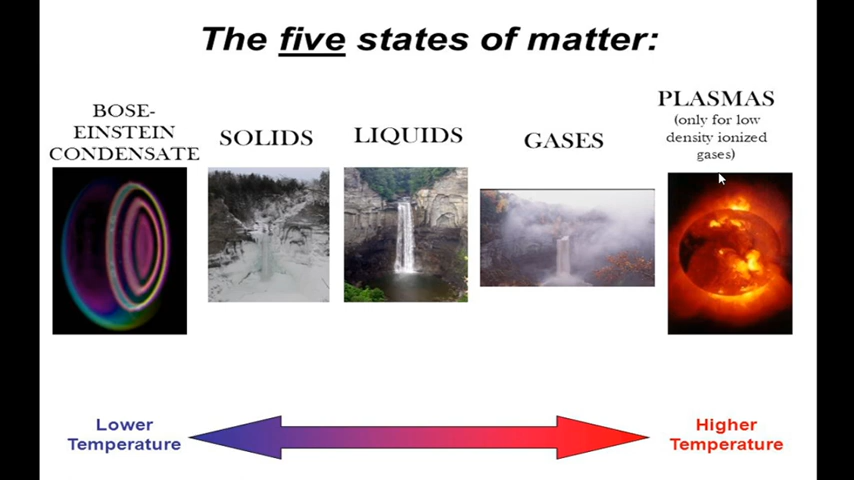 The five states of matter:
BOSE-
EINSTEIN
CONDENSATE
SOLIDS
LIQUIDS
GASES
PLASMAS
(only for low
density ionized
gases)
Lower
Temperature
Higher
Temperature